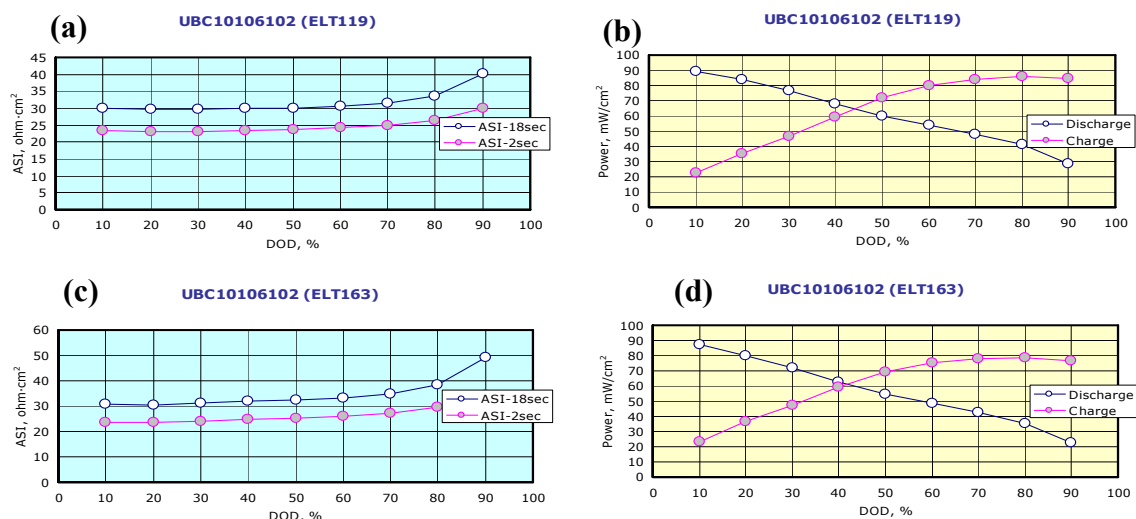 (a)
UBC10106102 (ELT119)
ASI, ohm·cm²
45
40
35
30
25
20
15
10
5
0
ASI-18sec
ASI-2sec
0 10 20 30 40 50 60 70 80 90 100
DOD, %
(b)
UBC10106102 (ELT119)
Power, mW/cm²
100
90
80
70
60
50
40
30
20
10
0
Discharge
Charge
0 10 20 30 40 50 60 70 80 90 100
DOD, %
(c)
UBC10106102 (ELT163)
ASI, ohm·cm²
60
50
40
30
20
10
0
ASI-18sec
ASI-2sec
0 10 20 30 40 50 60 70 80 90 100
DOD, %
(d)
UBC10106102 (ELT163)
Power, mW/cm²
100
90
80
70
60
50
40
30
20
10
0
Discharge
Charge
0 10 20 30 40 50 60 70 80 90 100
DOD, %